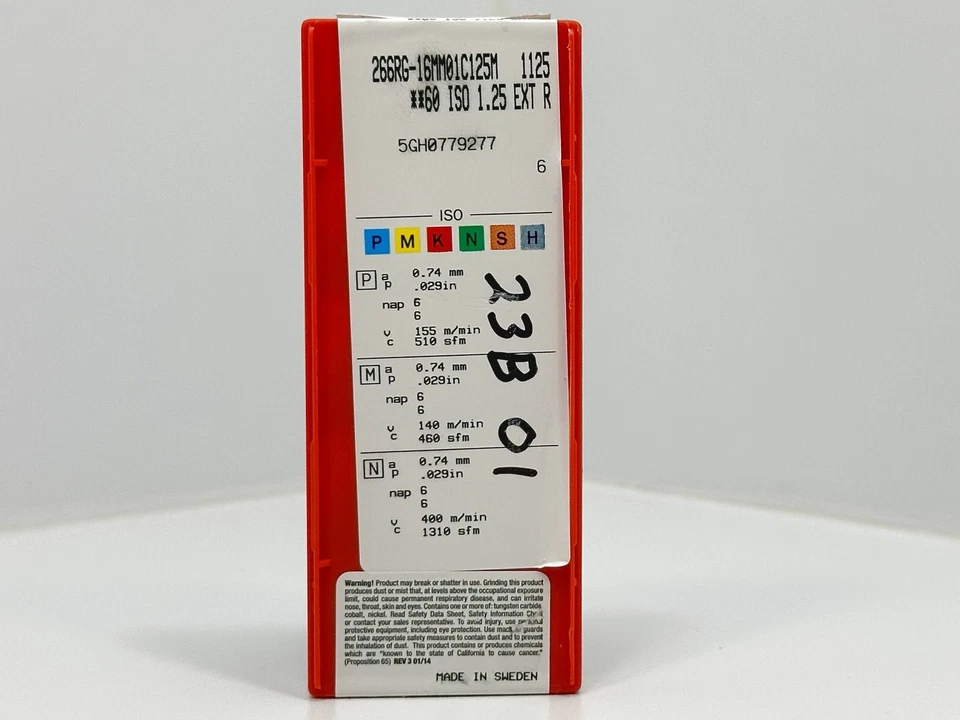 266RG-16MM01C125M 1125
**60 ISO 1.25 EXT R
5GH0779277
6
ISO
P M K N S H
P ap 0.74 mm
.029in
nap 6
6
vc 155 m/min
510 sfm
M ap 0.74 mm
.029in
nap 6
6
vc 140 m/min
460 sfm
N ap 0.74 mm
.029in
nap 6
6
vc 400 m/min
1310 sfm
23B 01
Warning! Product may break or shatter in use. Grinding this product
produces dust or mist that, at levels above the occupational exposure
limit, could cause permanent respiratory disease, and can irritate
nose, throat, skin and eyes. Contains one or more of: tungsten carbide
cobalt, nickel. Read Safety Data Sheet, Safety Information
or contact your sales representative. To avoid injury, use personal
protective equipment, including eye protection. Use machine guards
and take appropriate safety measures to contain dust and to prevent
the inhalation of dust. This product contains or produces chemicals
which are "known to the state of California to cause cancer."
(Proposition 65) REV 3 01/14
MADE IN SWEDEN